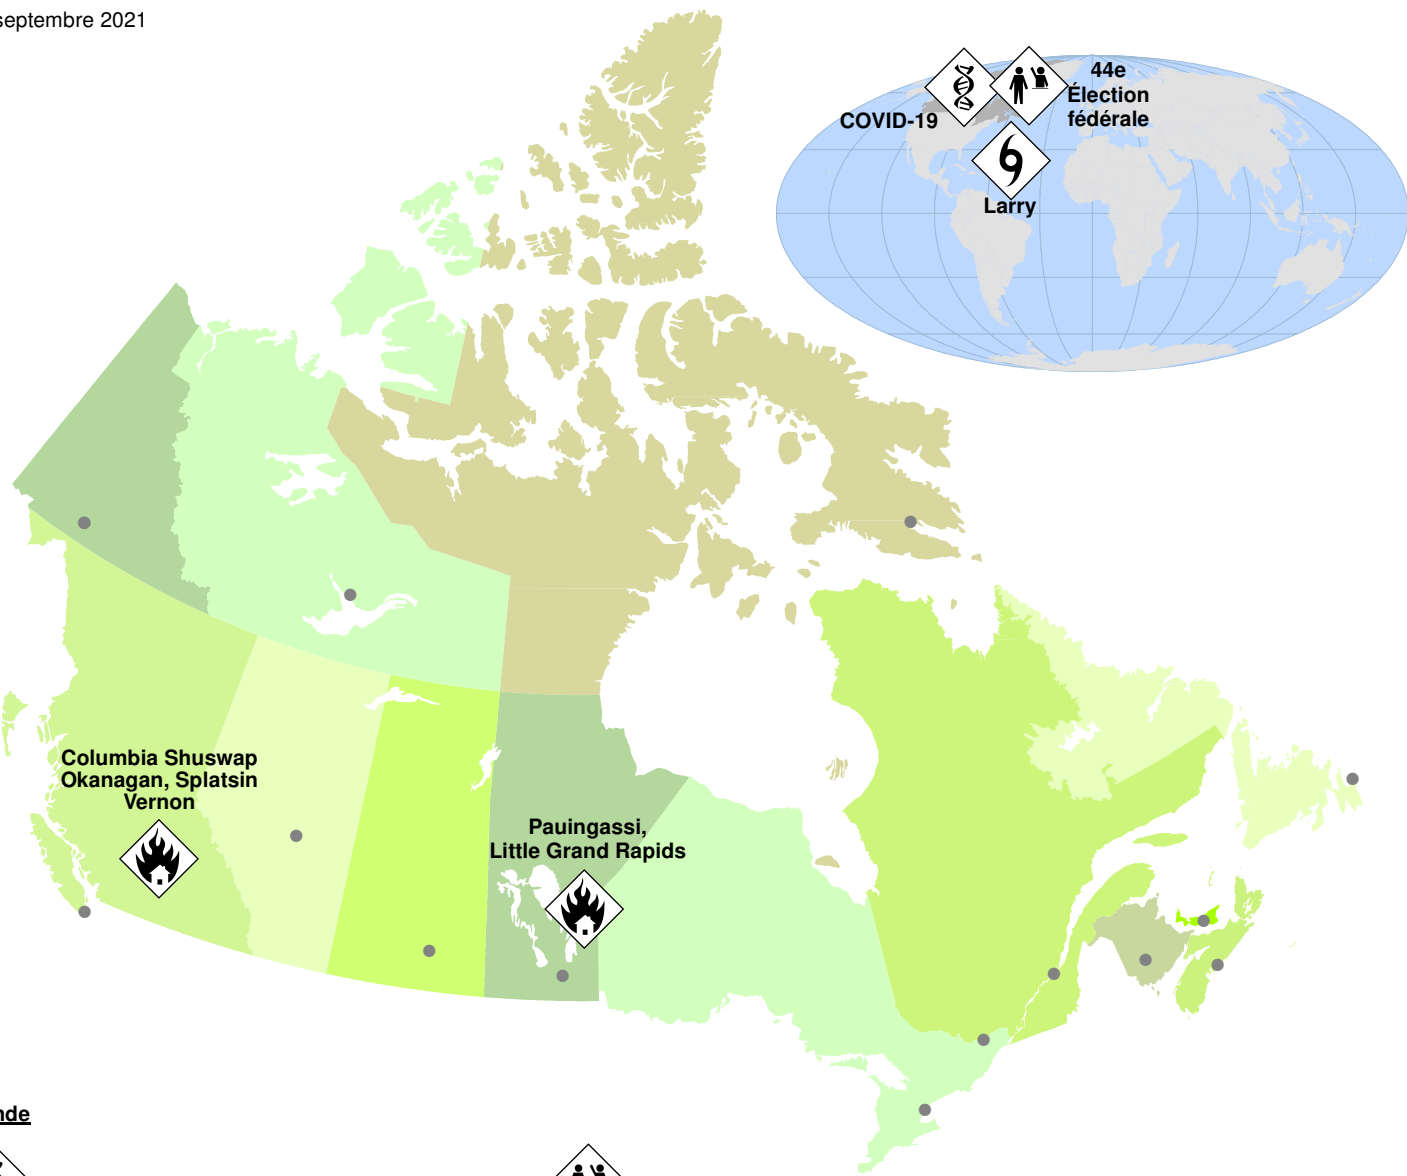 septembre 2021
44e
Élection
fédérale
COVID-19
Larry
Columbia Shuswap
Okanagan, Splatsin
Vernon
Pauingassi,
Little Grand Rapids
nde